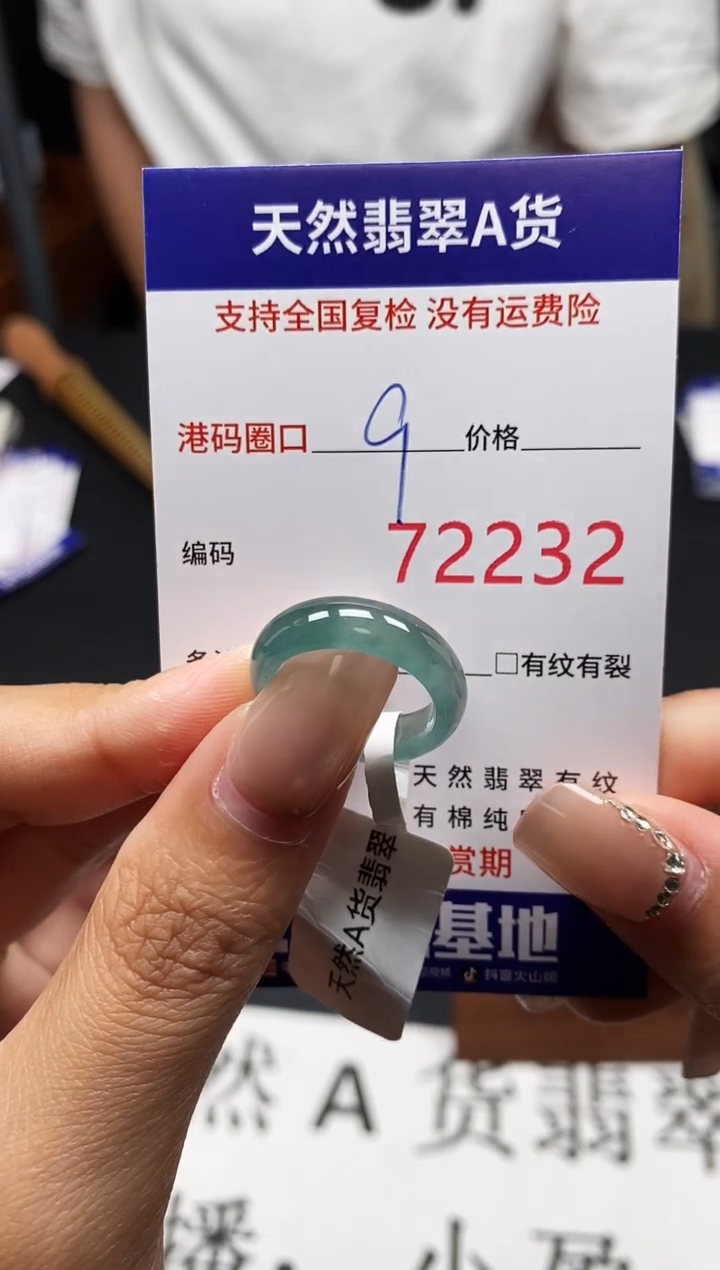 天然翡翠A货
支持全国复检 没有运费险
港码圈口 9 价格
编码 72232
□有纹有裂
天然翡翠有纹
有棉纯
赏期
基地
抖音火山版
天然A货翡翠
然 A 货翡翠
播：小